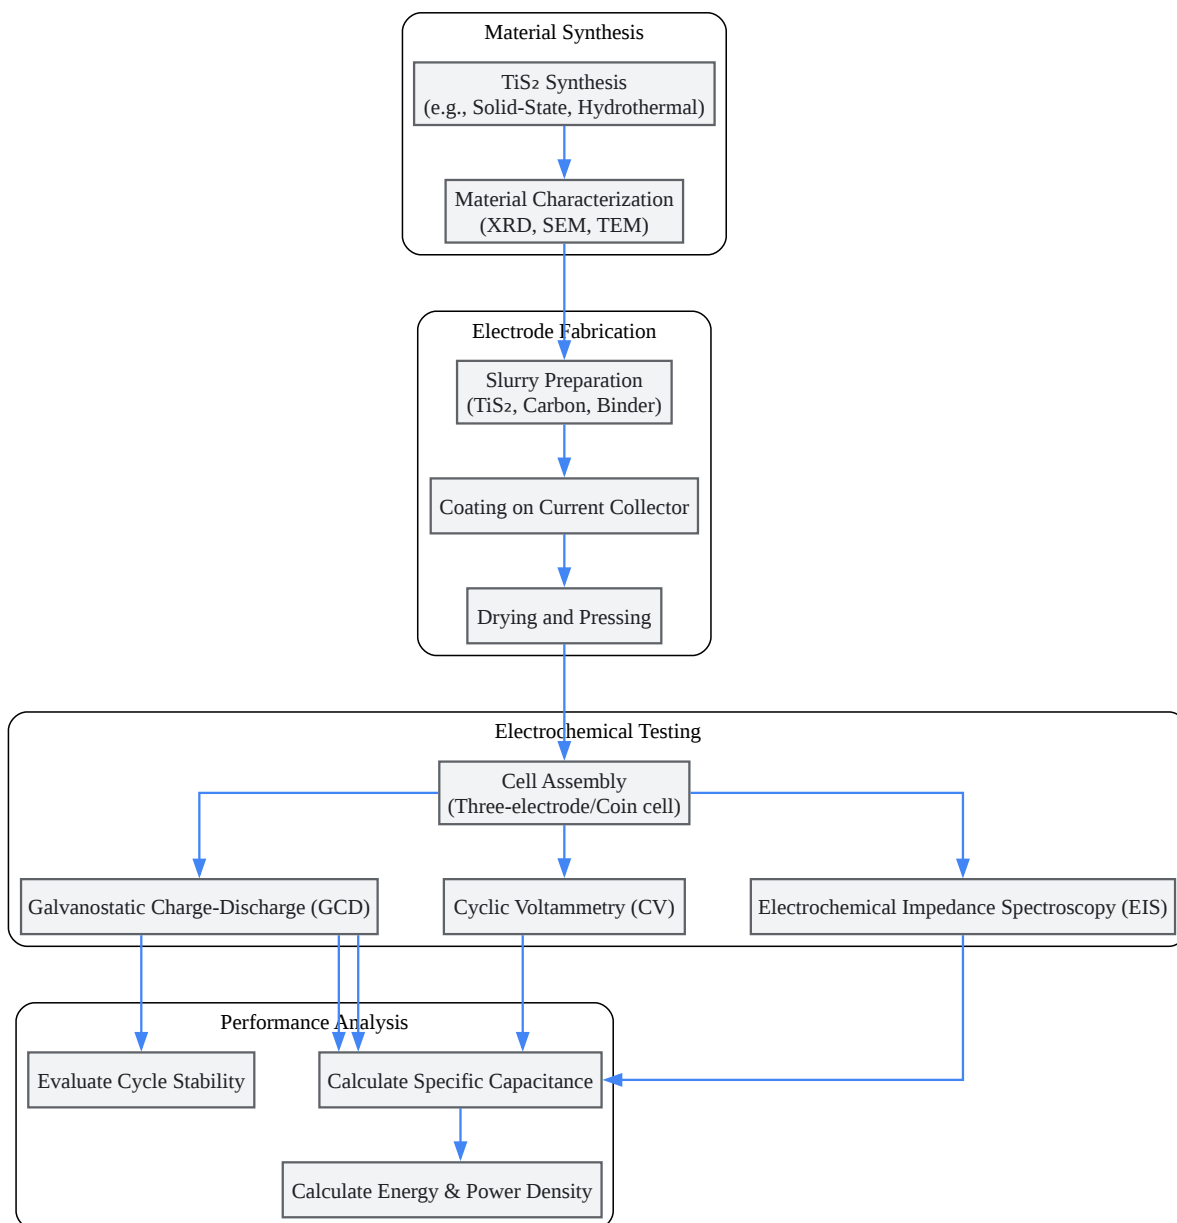 Material Synthesis
TiS₂ Synthesis
(e.g., Solid-State, Hydrothermal)
Material Characterization
(XRD, SEM, TEM)
Electrode Fabrication
Slurry Preparation
(TiS₂, Carbon, Binder)
Coating on Current Collector
Drying and Pressing
Electrochemical Testing
Cell Assembly
(Three-electrode/Coin cell)
Galvanostatic Charge-Discharge (GCD)
Cyclic Voltammetry (CV)
Electrochemical Impedance Spectroscopy (EIS)
Performance Analysis
Evaluate Cycle Stability
Calculate Specific Capacitance
Calculate Energy & Power Density